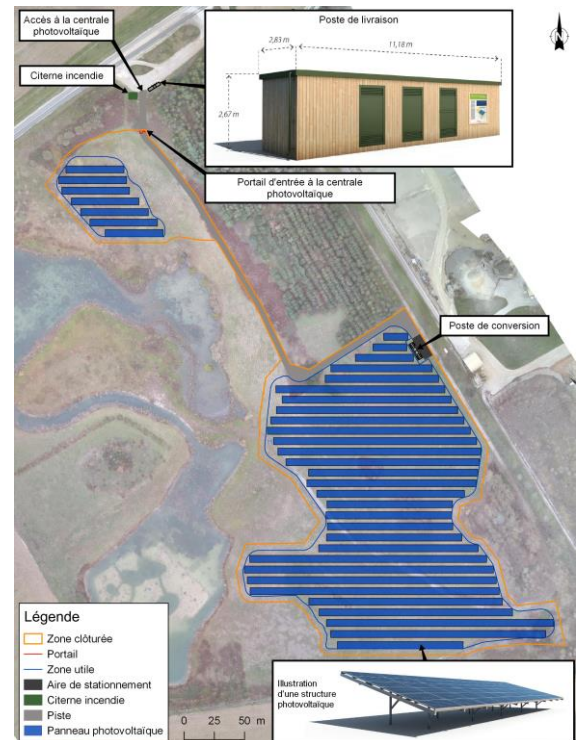 Poste de livraison
2,83 m
11,18 m
2,67 m
Accès à la centrale
photovoltaïque
Citerne incendie
Portail d'entrée à la centrale
photovoltaïque
Poste de conversion
Légende
Zone clôturée
Portail
Zone utile
Aire de stationnement
Citerne incendie
Piste
Panneau photovoltaïque
0 25 50 m
Illustration
d'une structure
photovoltaïque